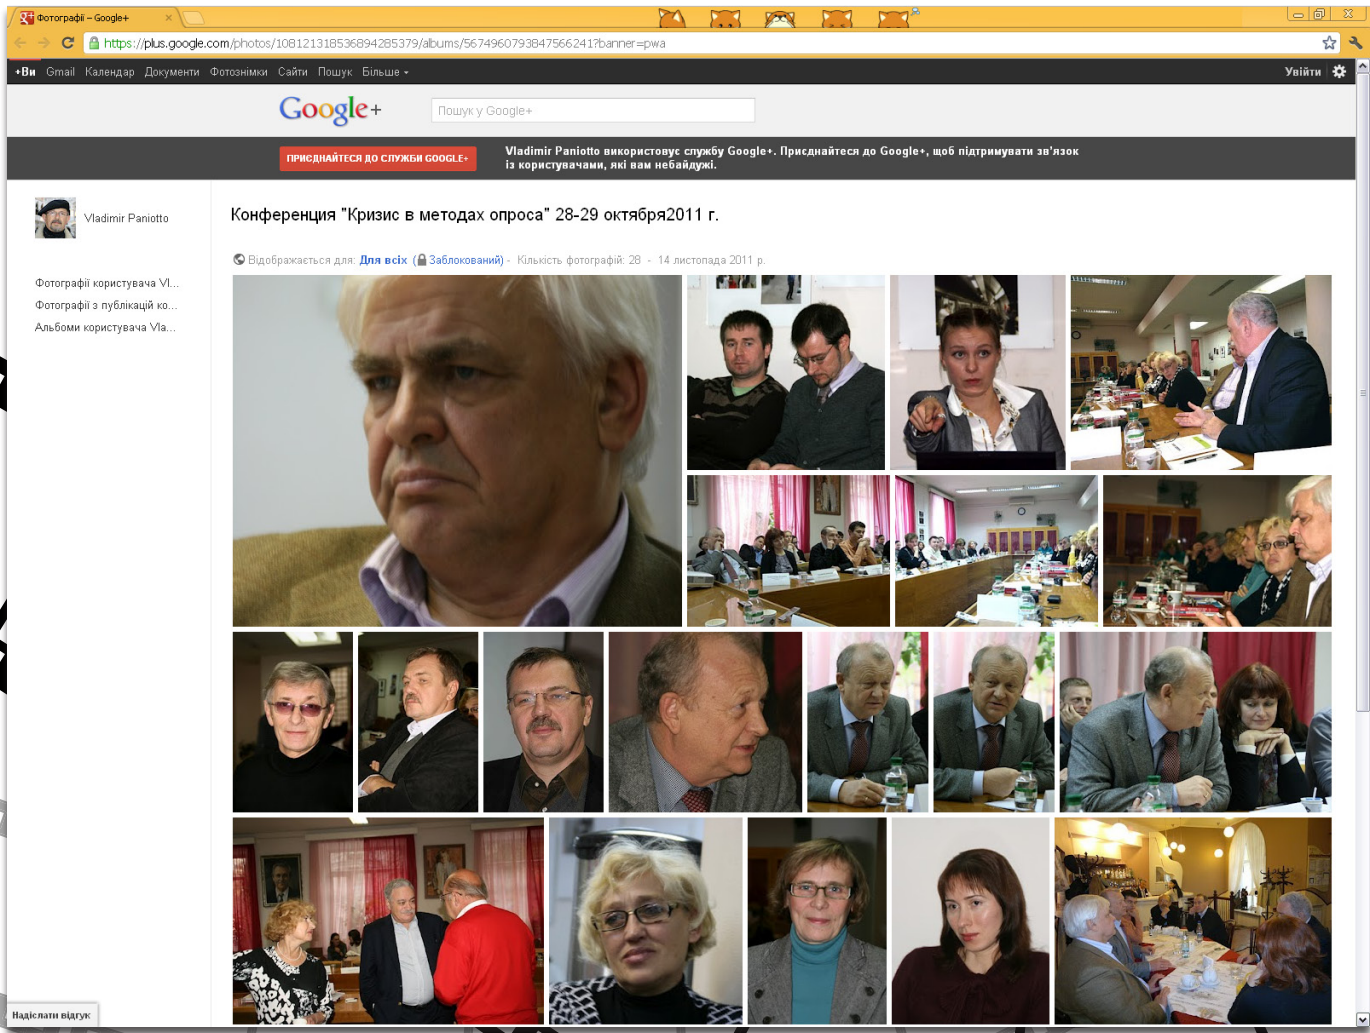 Фотографії – Google+
https://plus.google.com/photos/108121318536894285379/albums/5674960793847566241?banner=pwa
+Ви Gmail Календар Документи Фотознімки Сайти Пошук Більше
Увійти
Google+
Пошук у Google+
ПРИЄДНАЙТЕСЯ ДО СЛУЖБИ GOOGLE+
Vladimir Paniotto використовує службу Google+. Приєднайтеся до Google+, щоб підтримувати зв'язок
із користувачами, які вам небайдужі.
Vladimir Paniotto
Конференция "Кризис в методах опроса" 28-29 октября2011 г.
Відображається для: Для всіх (Заблокований) - Кількість фотографій: 28 - 14 листопада 2011 р.
Фотографії користувача Vl...
Фотографії з публікацій ко...
Альбоми користувача Vla...
Надіслати відгук